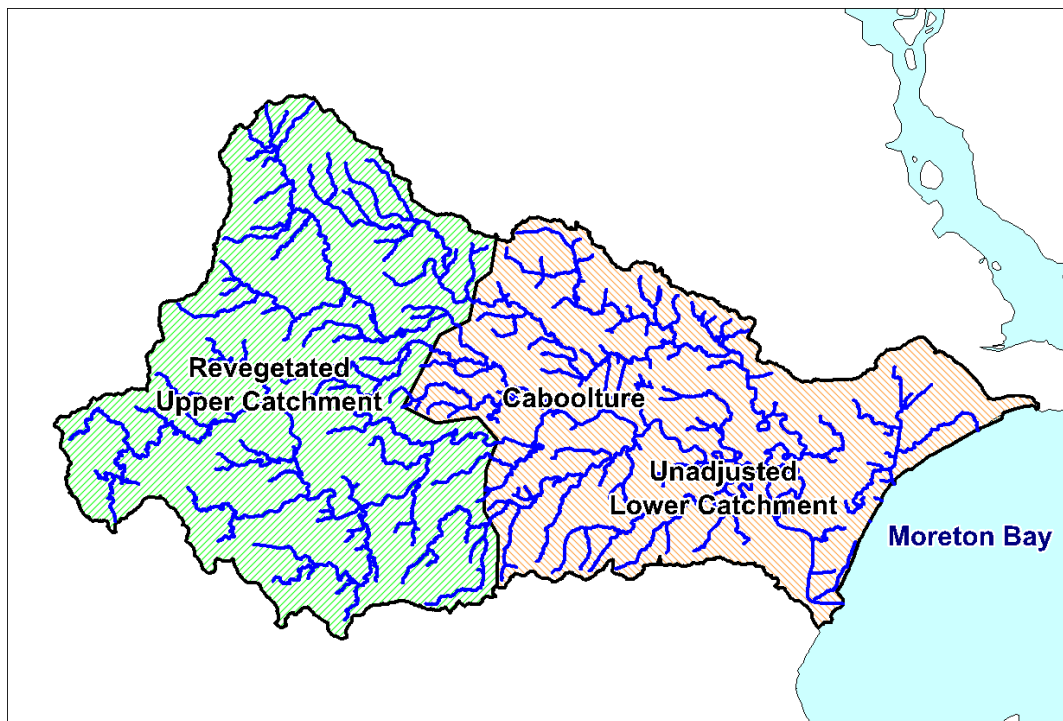 Revegetated
Upper Catchment
Caboolture
Unadjusted
Lower Catchment
Moreton Bay